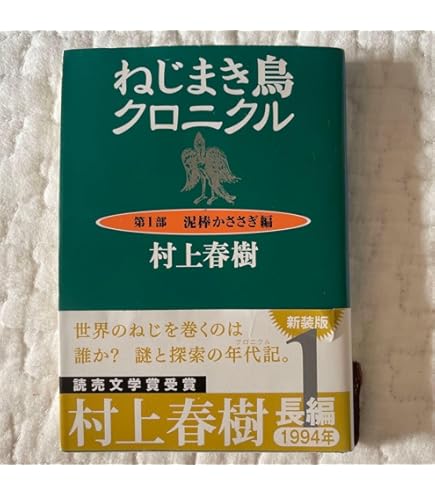 ねじまき鳥
クロニクル
第1部 泥棒かささぎ編
村上春樹
世界のねじを巻くのは
誰か? 謎と探索の年代記。
クロニクル
新装版
1
読売文学賞受賞
村上春樹
長編
1994年